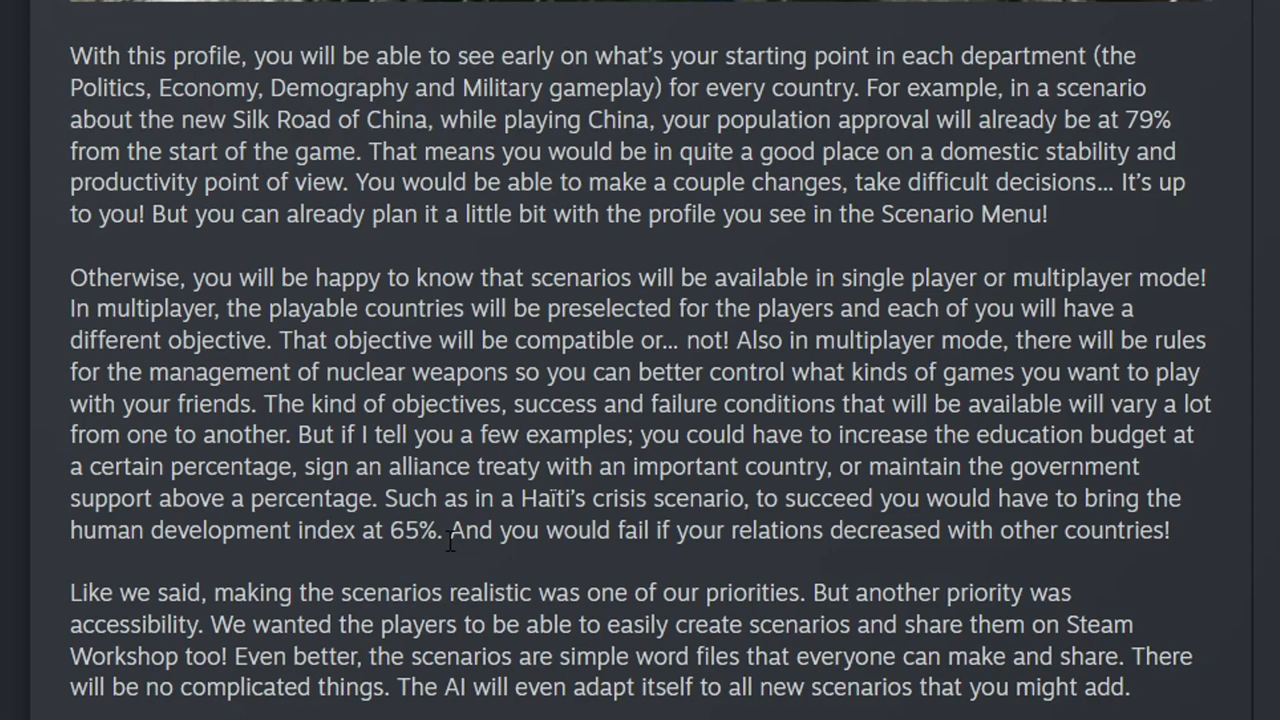 With this profile, you will be able to see early on what's your starting point in each department (the
Politics, Economy, Demography and Military gameplay) for every country. For example, in a scenario
about the new Silk Road of China, while playing China, your population approval will already be at 79%
from the start of the game. That means you would be in quite a good place on a domestic stability and
productivity point of view. You would be able to make a couple changes, take difficult decisions... It's up
to you! But you can already plan it a little bit with the profile you see in the Scenario Menu!
Otherwise, you will be happy to know that scenarios will be available in single player or multiplayer mode!
In multiplayer, the playable countries will be preselected for the players and each of you will have a
different objective. That objective will be compatible or... not! Also in multiplayer mode, there will be rules
for the management of nuclear weapons so you can better control what kinds of games you want to play
with your friends. The kind of objectives, success and failure conditions that will be available will vary a lot
from one to another. But if I tell you a few examples; you could have to increase the education budget at
a certain percentage, sign an alliance treaty with an important country, or maintain the government
support above a percentage. Such as in a Haïti's crisis scenario, to succeed you would have to bring the
human development index at 65%. And you would fail if your relations decreased with other countries!
Like we said, making the scenarios realistic was one of our priorities. But another priority was
accessibility. We wanted the players to be able to easily create scenarios and share them on Steam
Workshop too! Even better, the scenarios are simple word files that everyone can make and share. There
will be no complicated things. The AI will even adapt itself to all new scenarios that you might add.